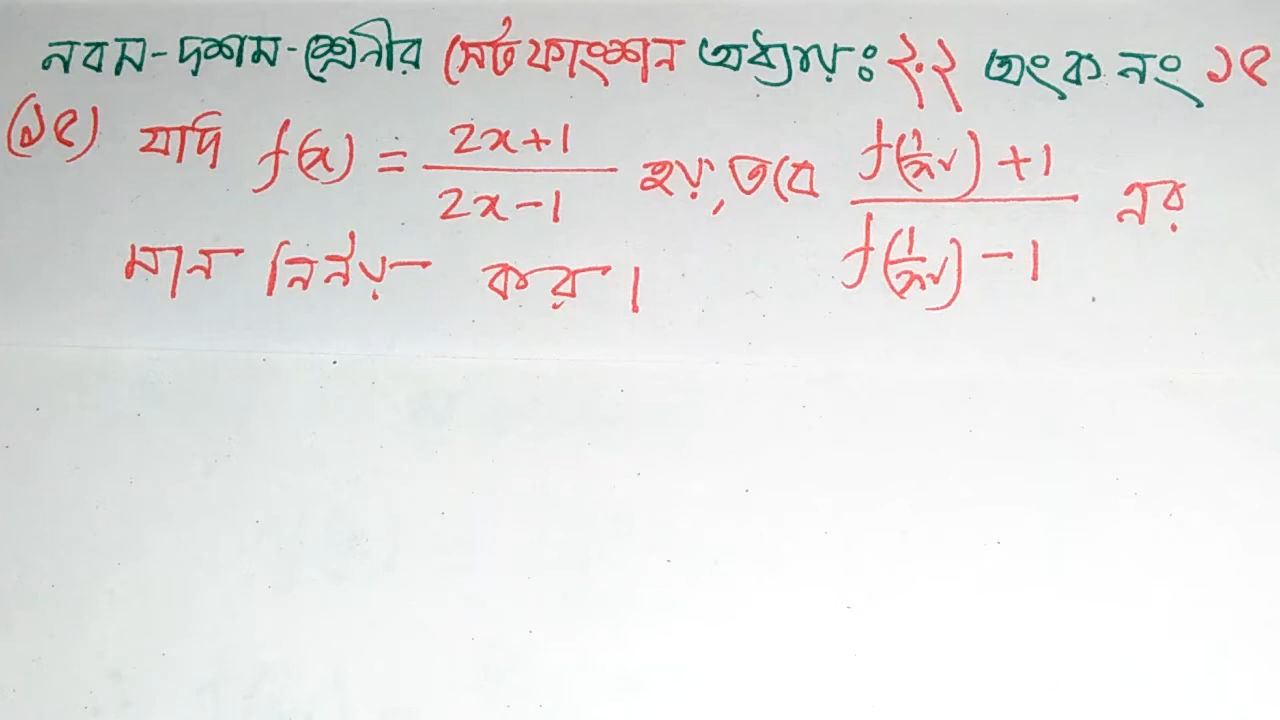 নবম-দশম-শ্রেনীর সেট ফাংশন অধ্যায়ঃ ২.২ অংক নং ১৫
(১৫) যদি f(x) = (2x+1)/(2x-1) হয়, তবে (f(1/x²)+1)/(f(1/x²)-1) এর
মান নির্নয় কর।